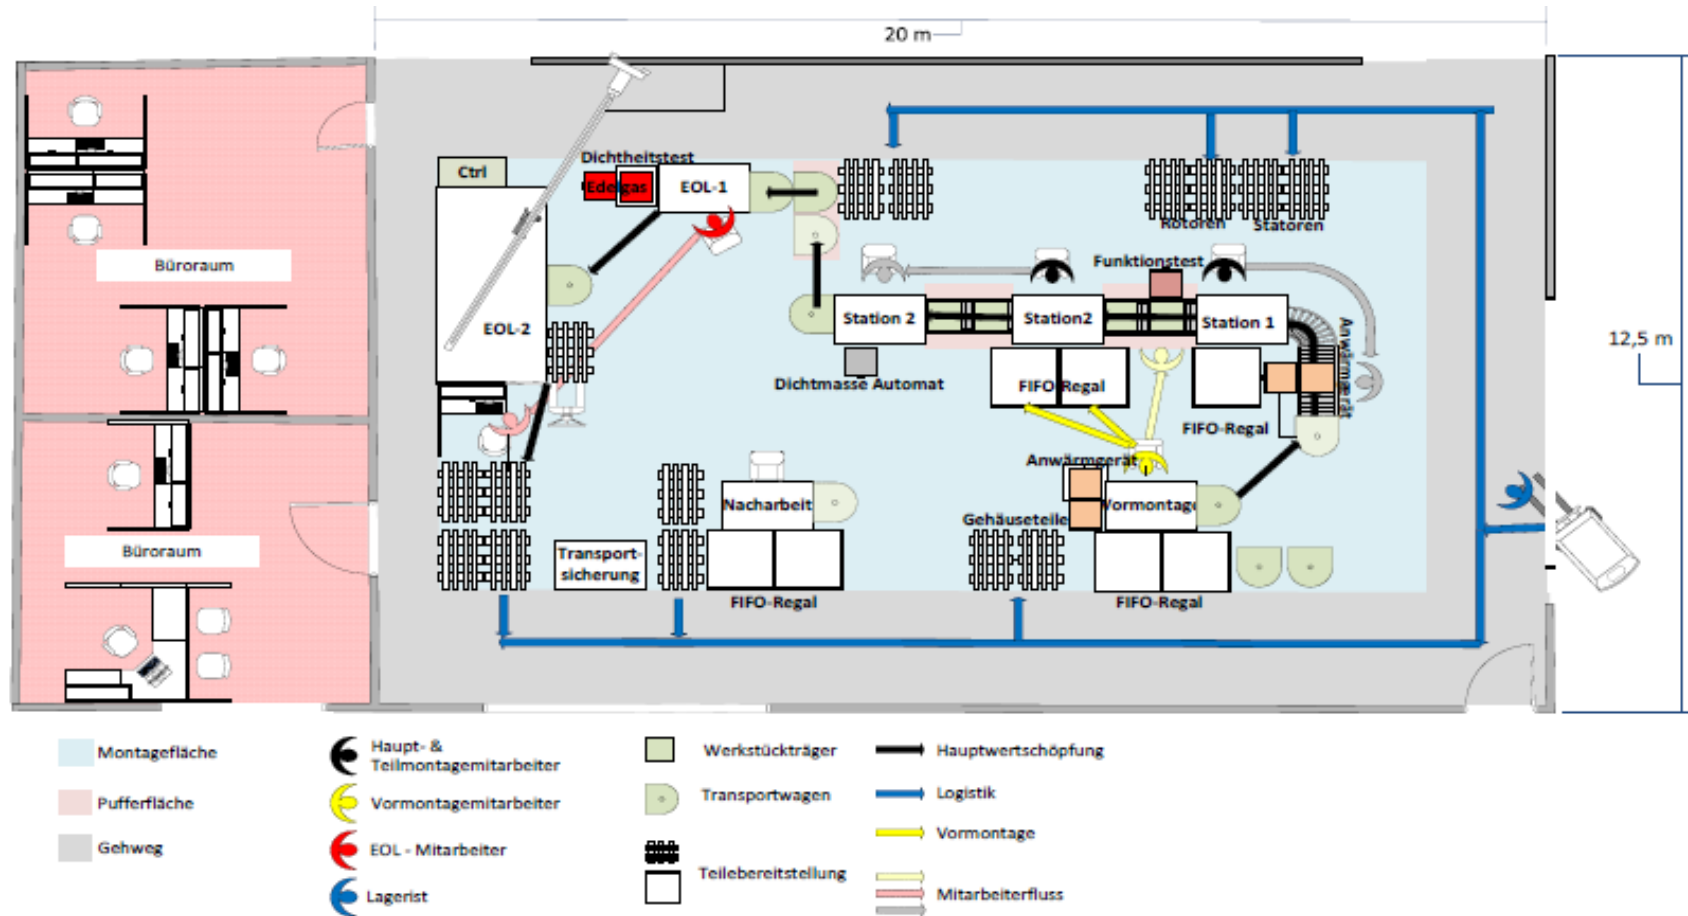 20 m
Dichtheitstest
Ctrl
Edelgas
EOL-1
Rotoren
Statoren
Büroraum
Funktionstest
EOL-2
Station 2
Station2
Station 1
12,5 m
Anwärmgerät
Dichtmasse Automat
FIFO-Regal
FIFO-Regal
Anwärmgerät
Nacharbeit
Vormontage
Gehäuseteile
Büroraum
Transport-
sicherung
FIFO-Regal
FIFO-Regal
Montagefläche
Pufferfläche
Gehweg
Haupt- &
Teilmontagemitarbeiter
Vormontagemitarbeiter
EOL - Mitarbeiter
Lagerist
Werkstückträger
Transportwagen
Teilebereitstellung
Hauptwertschöpfung
Logistik
Vormontage
Mitarbeiterfluss